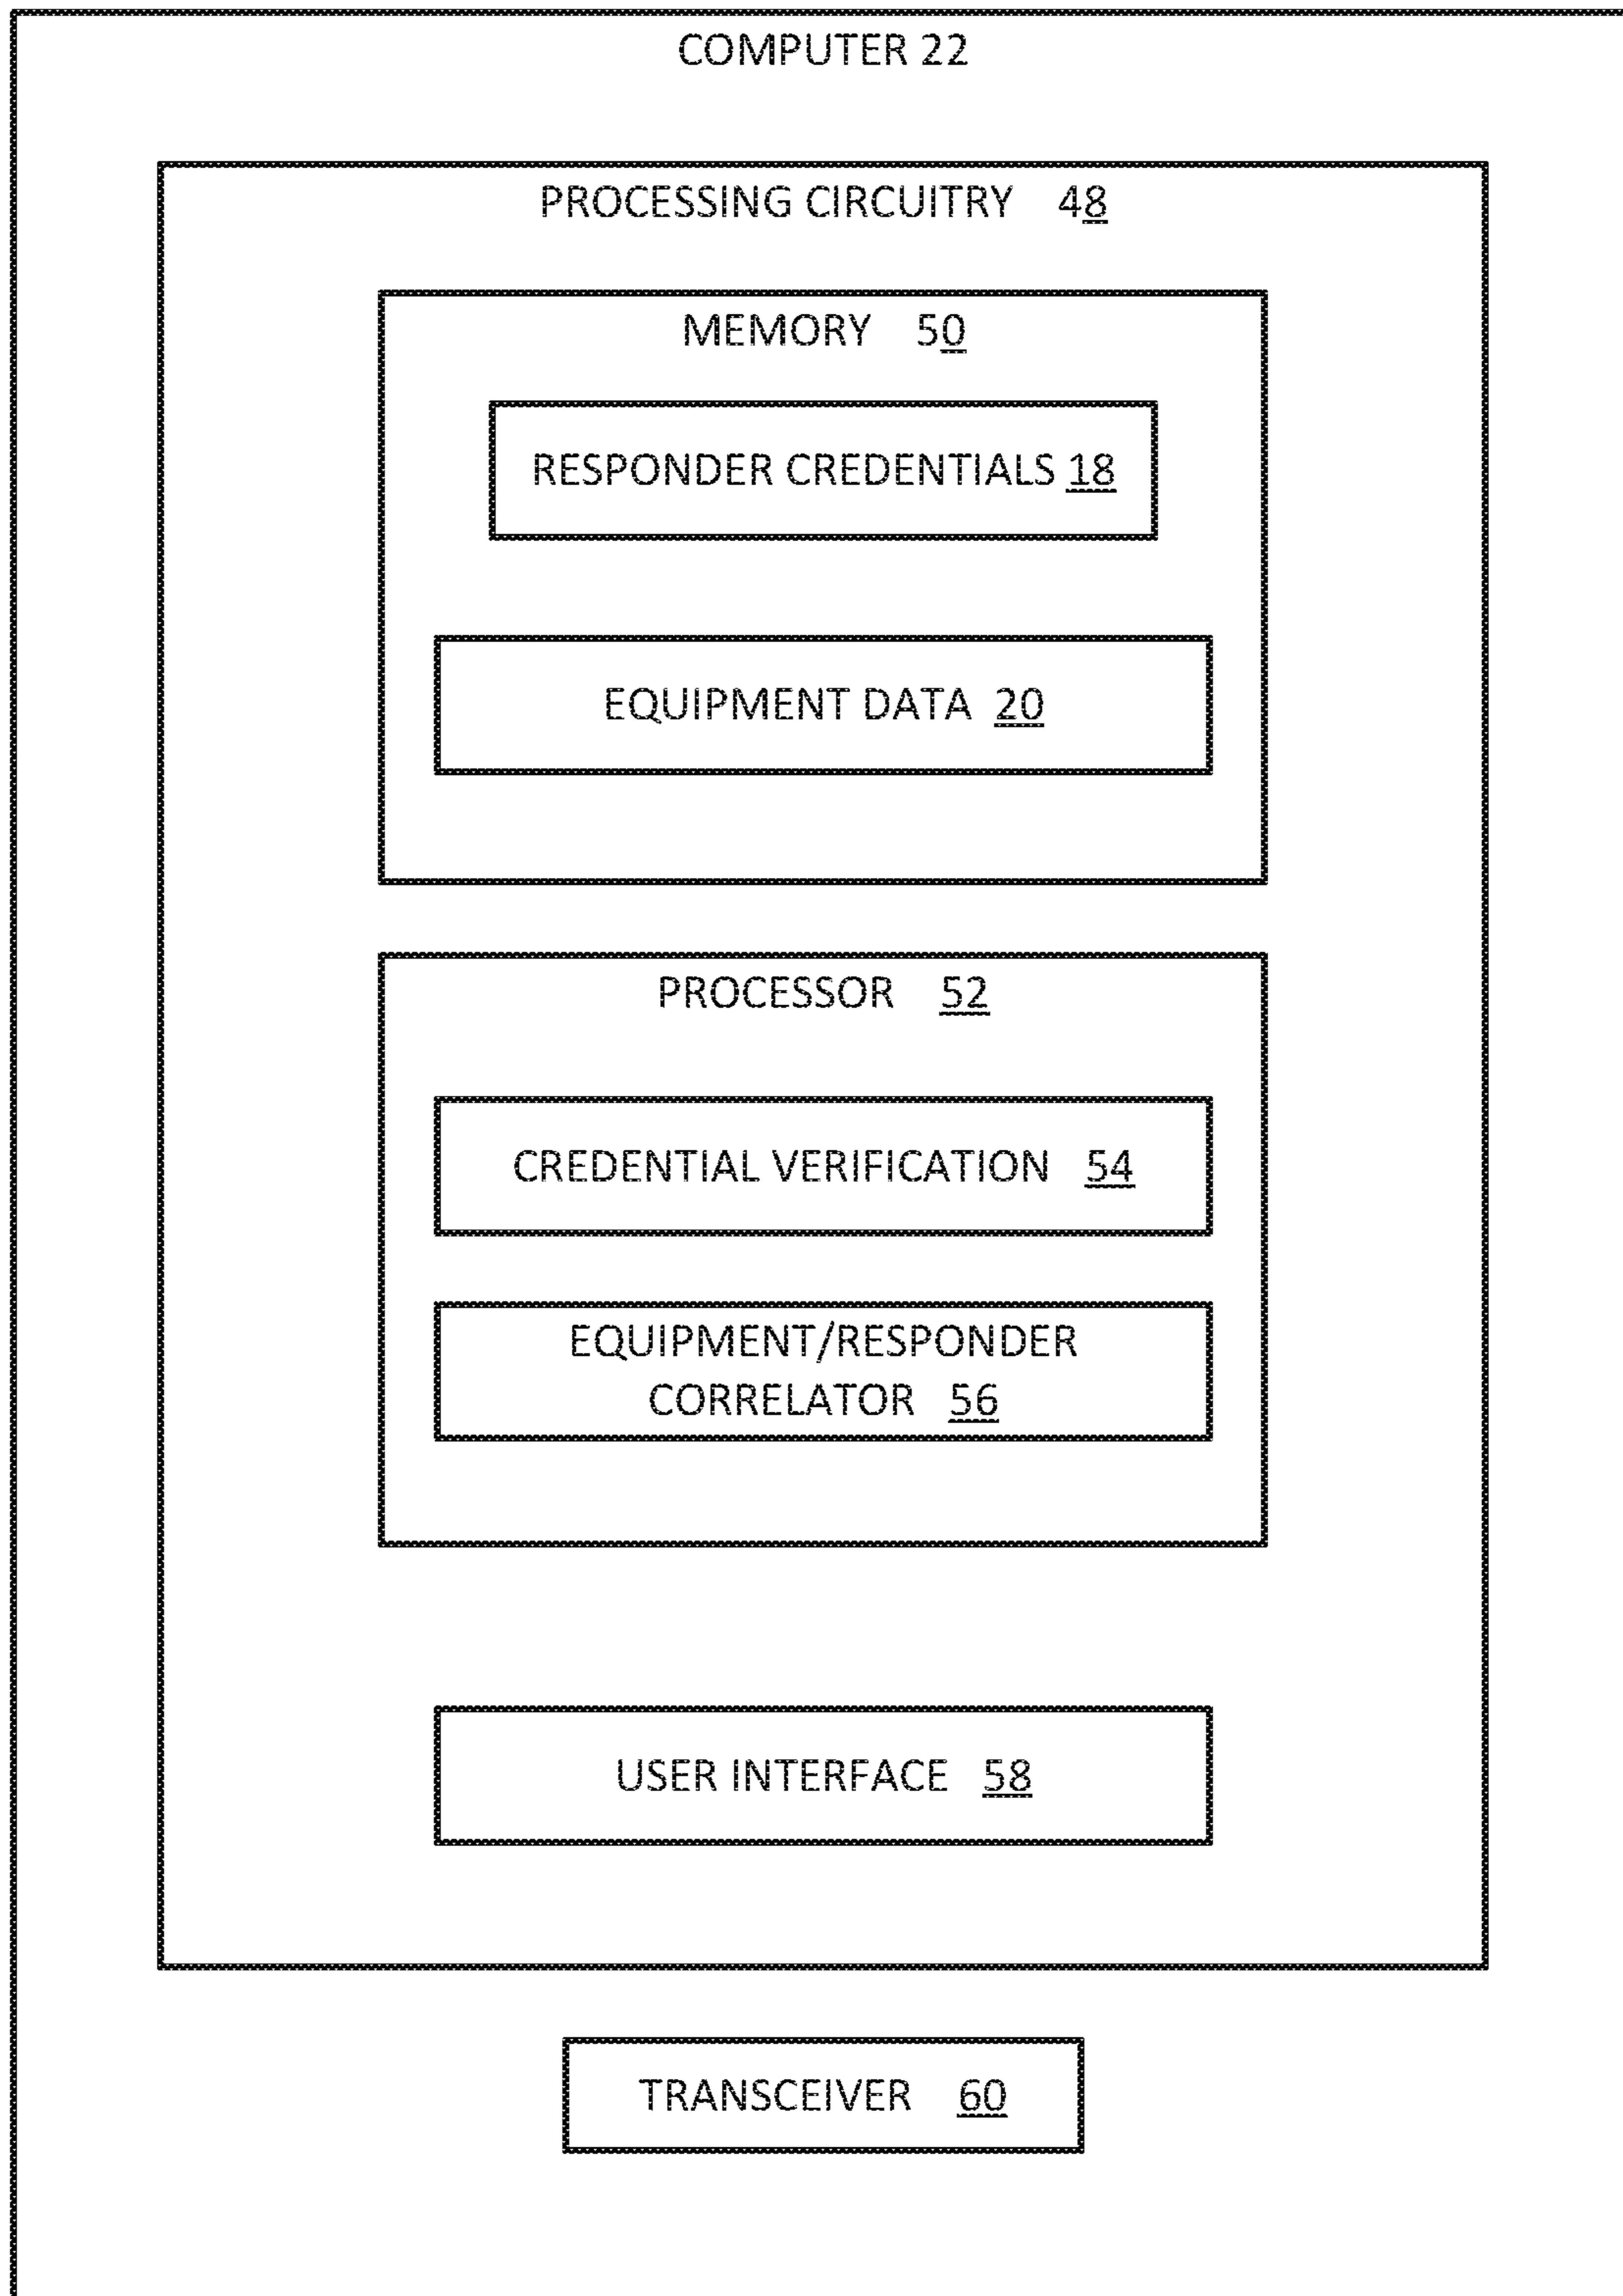 COMPUTER 22
PROCESSING CIRCUITRY 48
MEMORY 50
RESPONDER CREDENTIALS 18
EQUIPMENT DATA 20
PROCESSOR 52
CREDENTIAL VERIFICATION 54
EQUIPMENT/RESPONDER
CORRELATOR 56
USER INTERFACE 58
TRANSCEIVER 60